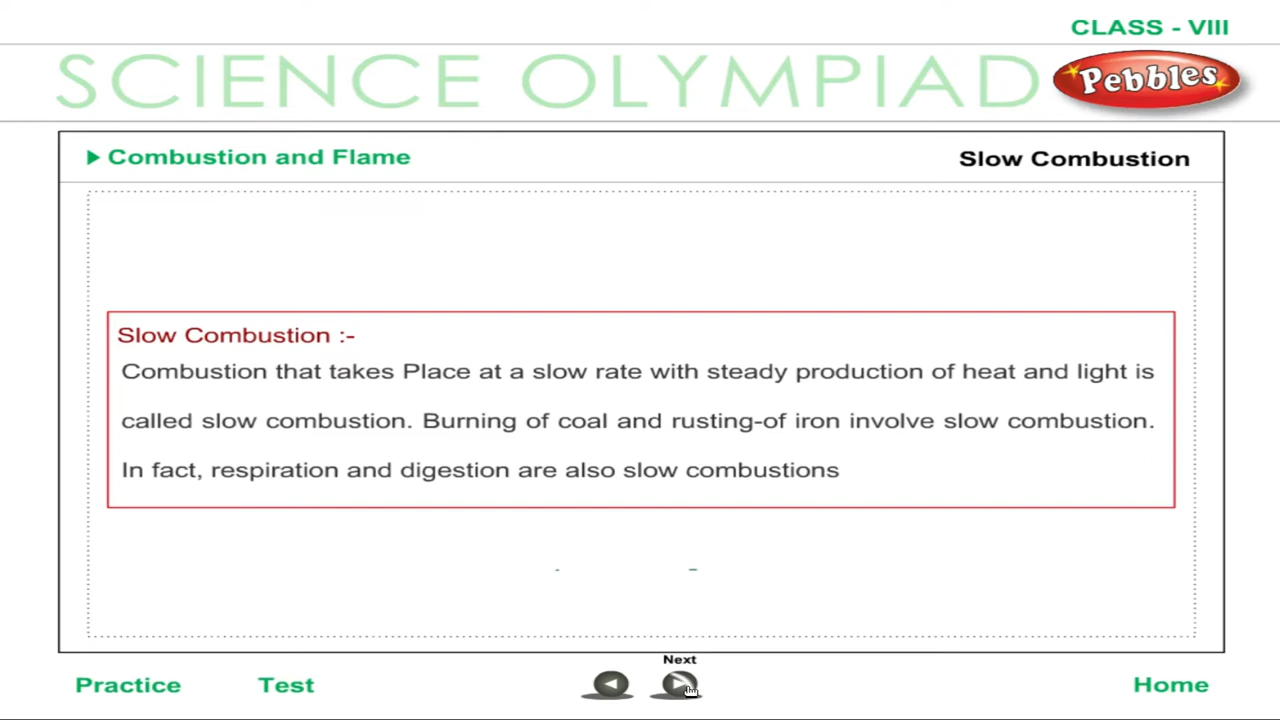 CLASS - VIII
SCIENCE OLYMPIAD
Pebbles
Combustion and Flame
Slow Combustion
Slow Combustion :-
Combustion that takes Place at a slow rate with steady production of heat and light is
called slow combustion. Burning of coal and rusting-of iron involve slow combustion.
In fact, respiration and digestion are also slow combustions
Next
Practice
Test
Home